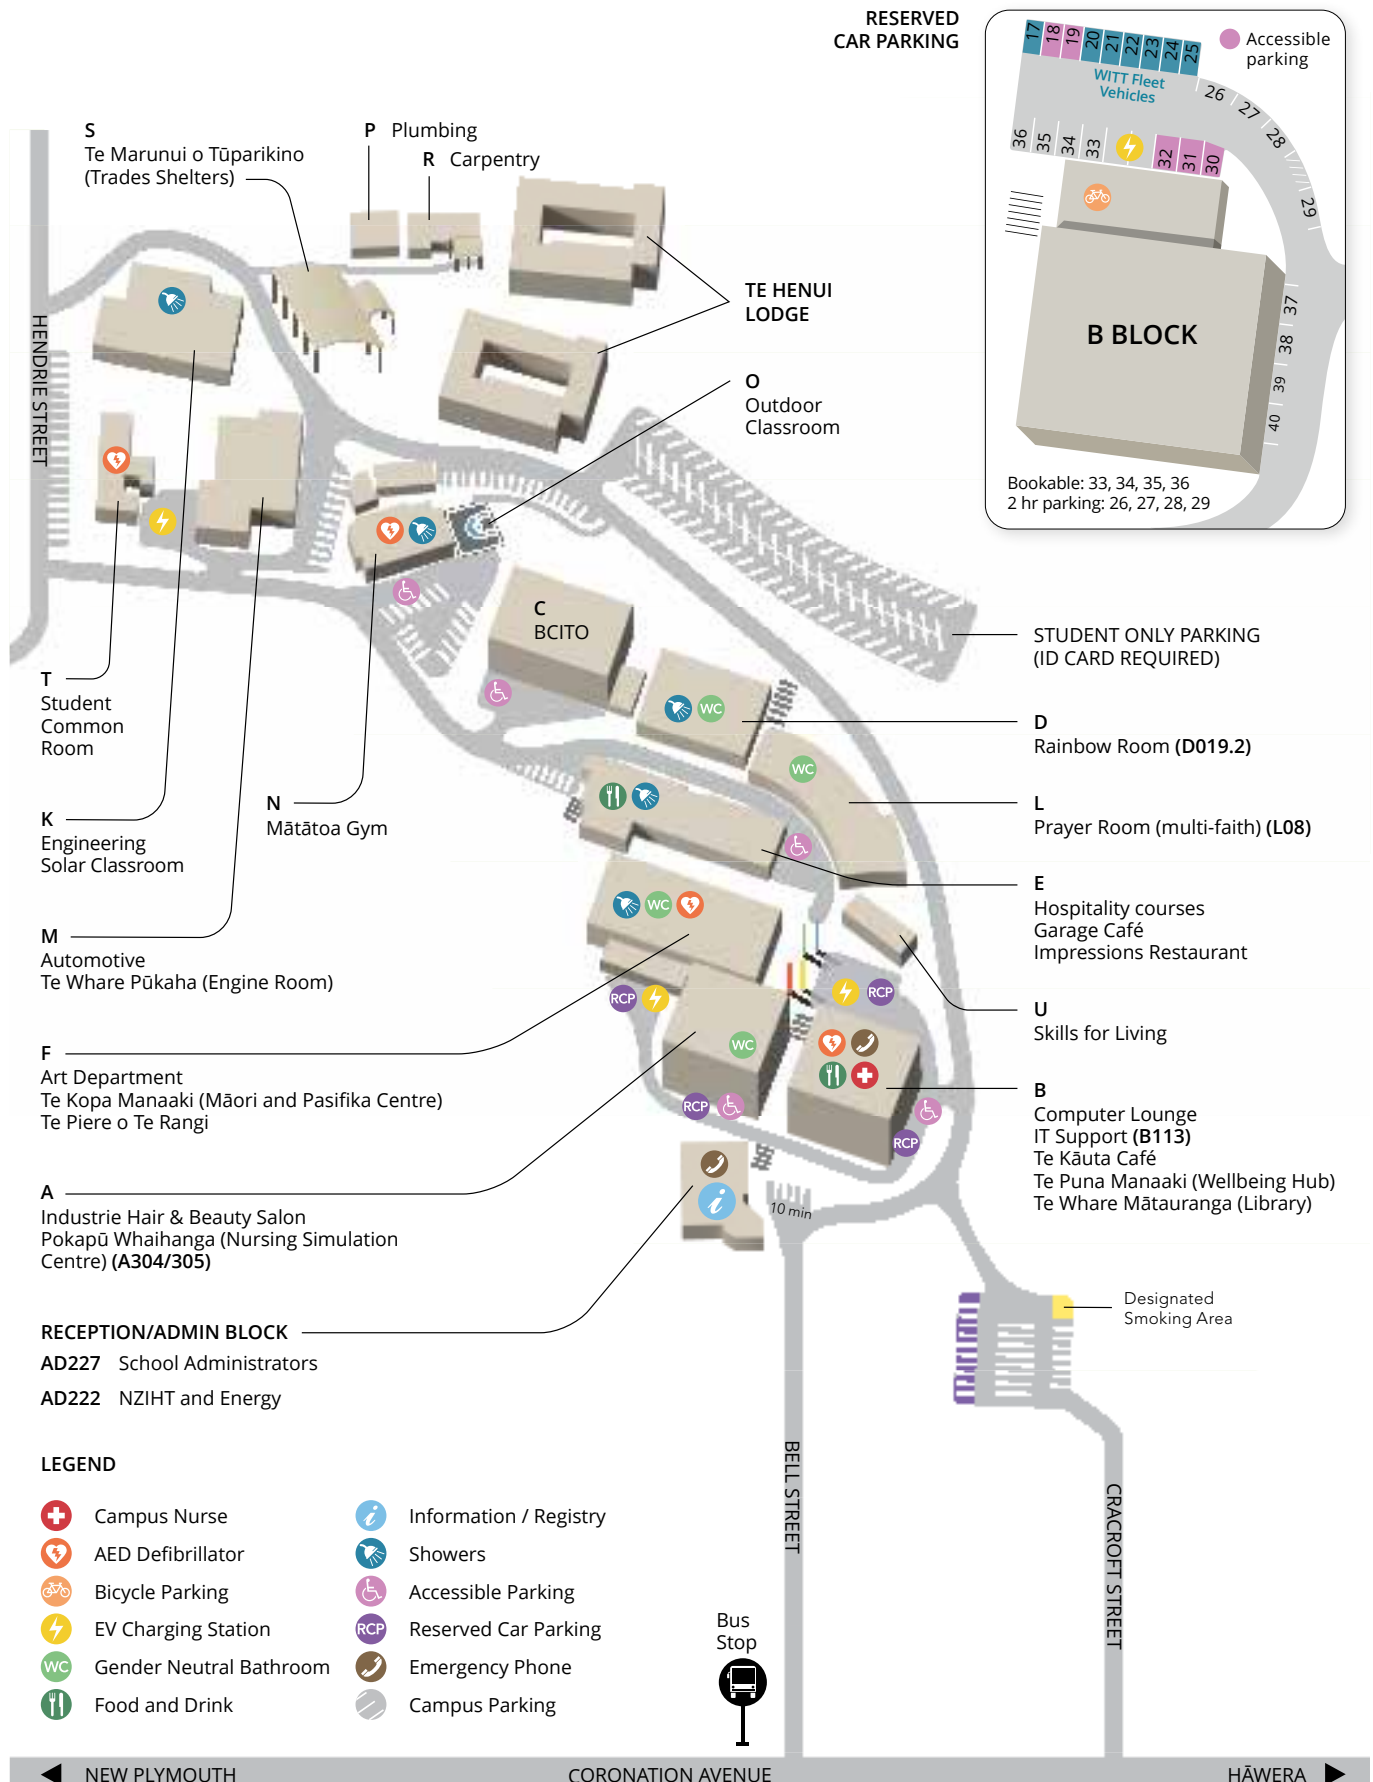 RESERVED
CAR PARKING
17
18
19
20
21
22
23
24
25
Accessible
parking
WITT Fleet
Vehicles
26
27
28
29
36
35
34
33
32
31
30
B BLOCK
37
38
39
40
Bookable: 33, 34, 35, 36
2 hr parking: 26, 27, 28, 29
S
Te Marunui o Tūparikino
(Trades Shelters)
P Plumbing
R Carpentry
TE HENUI
LODGE
HENDRIE STREET
O
Outdoor
Classroom
C
BCITO
STUDENT ONLY PARKING
(ID CARD REQUIRED)
T
Student
Common
Room
K
Engineering
Solar Classroom
N
Mātātoa Gym
M
Automotive
Te Whare Pūkaha (Engine Room)
F
Art Department
Te Kopa Manaaki (Māori and Pasifika Centre)
Te Piere o Te Rangi
A
Industrie Hair & Beauty Salon
Pokapū Whaihanga (Nursing Simulation
Centre) (A304/305)
RECEPTION/ADMIN BLOCK
AD227 School Administrators
AD222 NZIHT and Energy
D
Rainbow Room (D019.2)
L
Prayer Room (multi-faith) (L08)
E
Hospitality courses
Garage Café
Impressions Restaurant
U
Skills for Living
B
Computer Lounge
IT Support (B113)
Te Kāuta Café
Te Puna Manaaki (Wellbeing Hub)
Te Whare Mātauranga (Library)
WC
WC
WC
WC
RCP
RCP
RCP
RCP
i
10 min
Designated
Smoking Area
LEGEND
Campus Nurse
AED Defibrillator
Bicycle Parking
EV Charging Station
WC Gender Neutral Bathroom
Food and Drink
i Information / Registry
Showers
Accessible Parking
RCP Reserved Car Parking
Emergency Phone
Campus Parking
Bus
Stop
BELL STREET
CRACROFT STREET
NEW PLYMOUTH
CORONATION AVENUE
HĀWERA